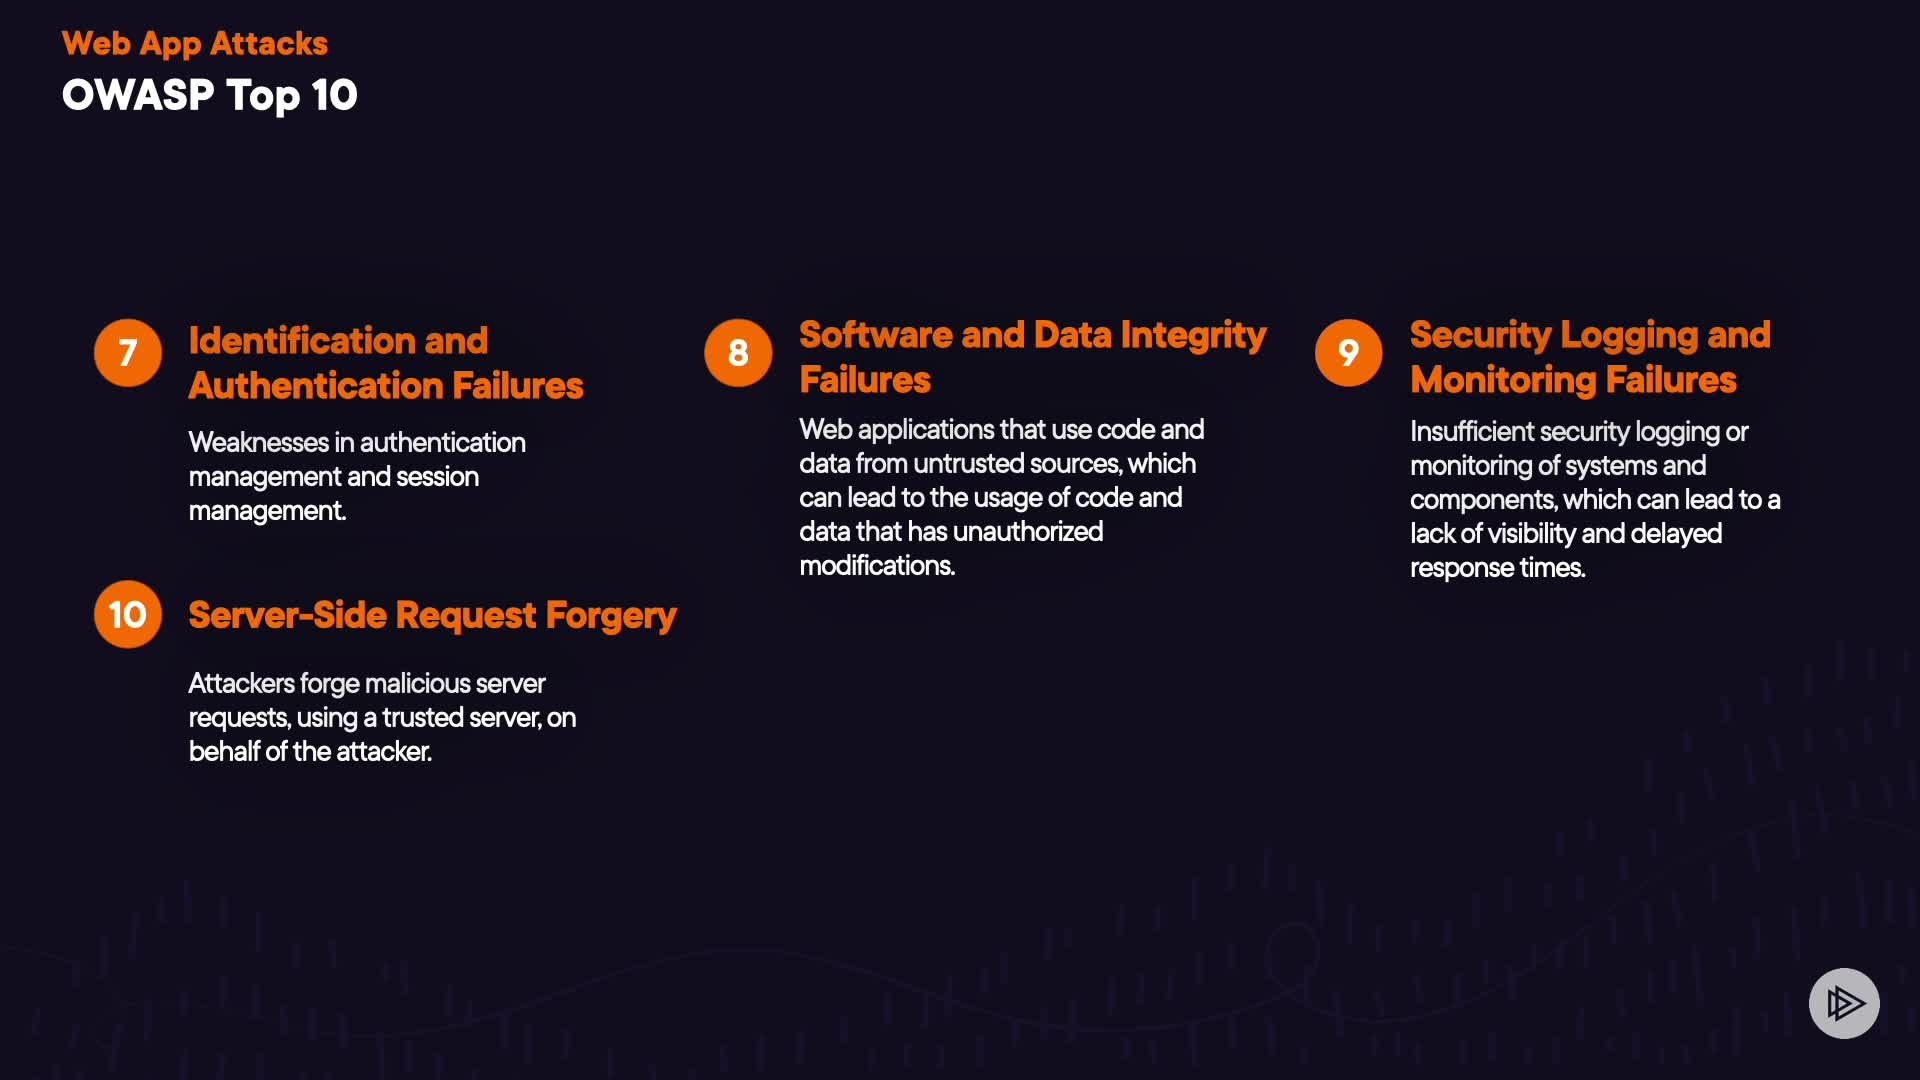 Web App Attacks
OWASP Top 10
7
Identification and
Authentication Failures
Weaknesses in authentication
management and session
management.
8
Software and Data Integrity
Failures
Web applications that use code and
data from untrusted sources, which
can lead to the usage of code and
data that has unauthorized
modifications.
9
Security Logging and
Monitoring Failures
Insufficient security logging or
monitoring of systems and
components, which can lead to a
lack of visibility and delayed
response times.
10
Server-Side Request Forgery
Attackers forge malicious server
requests, using a trusted server, on
behalf of the attacker.